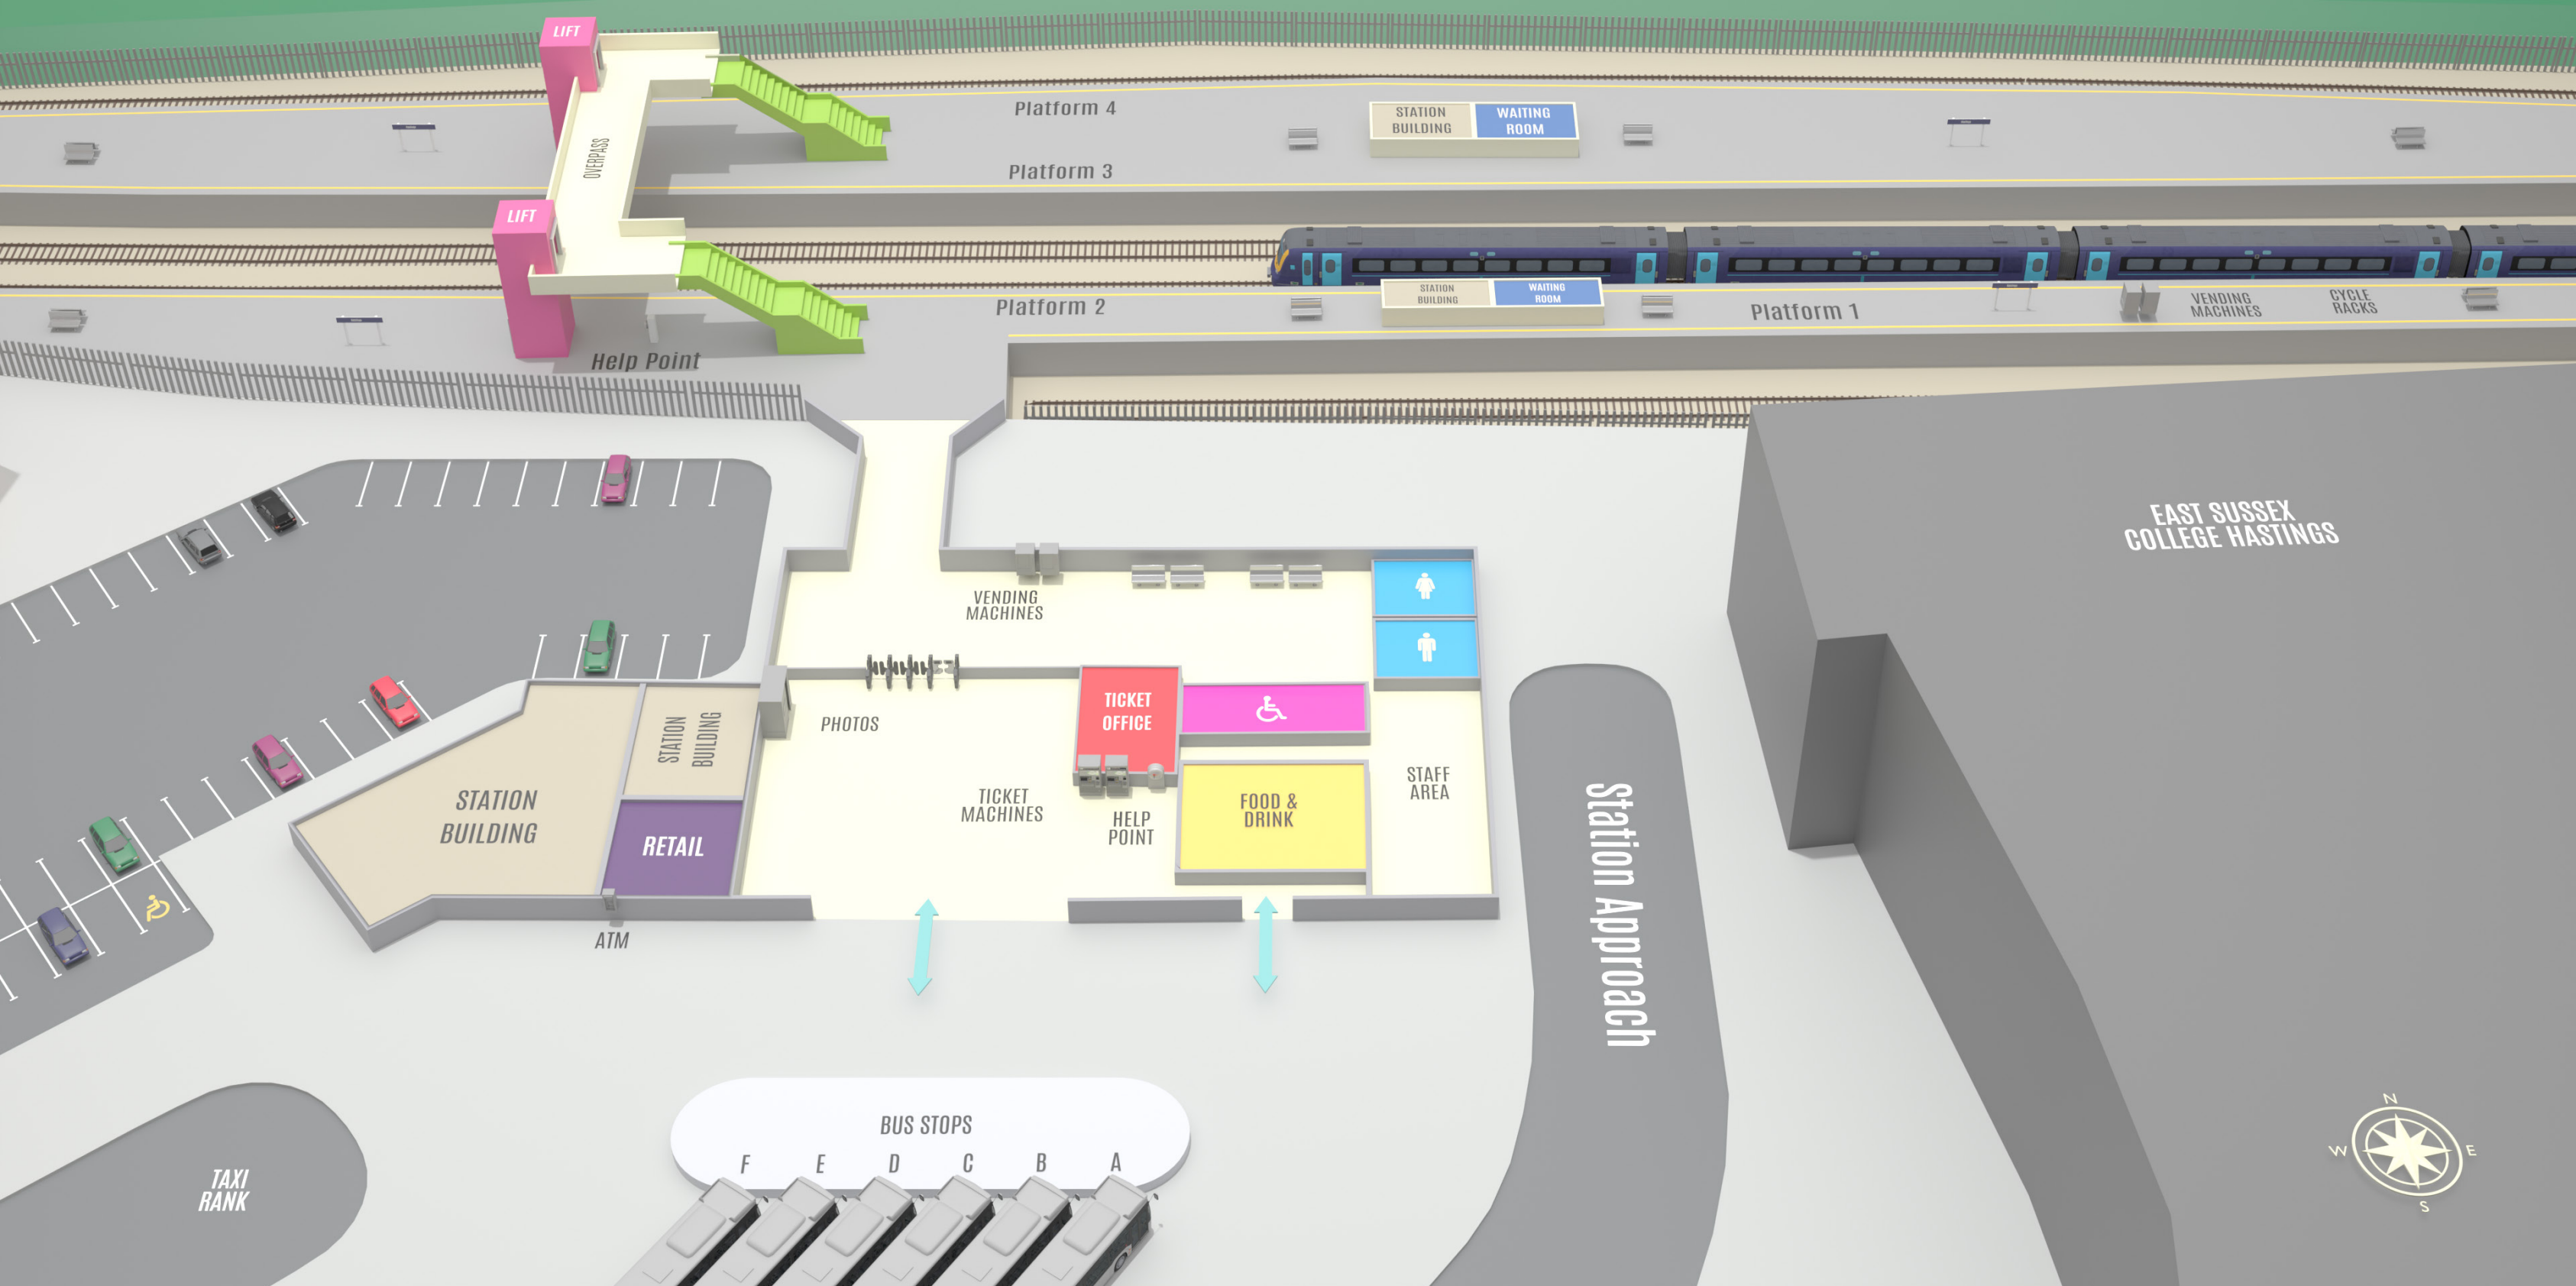 LIFT
OVERPASS
Platform 4
STATION
BUILDING
WAITING
ROOM
Platform 3
LIFT
Platform 2
STATION
BUILDING
WAITING
ROOM
Platform 1
VENDING
MACHINES
CYCLE
RACKS
Help Point
EAST SUSSEX
COLLEGE HASTINGS
VENDING
MACHINES
PHOTOS
TICKET
OFFICE
STATION
BUILDING
STATION
BUILDING
RETAIL
TICKET
MACHINES
HELP
POINT
FOOD &
DRINK
STAFF
AREA
Station Approach
ATM
BUS STOPS
F E D C B A
TAXI
RANK
N
W E
S